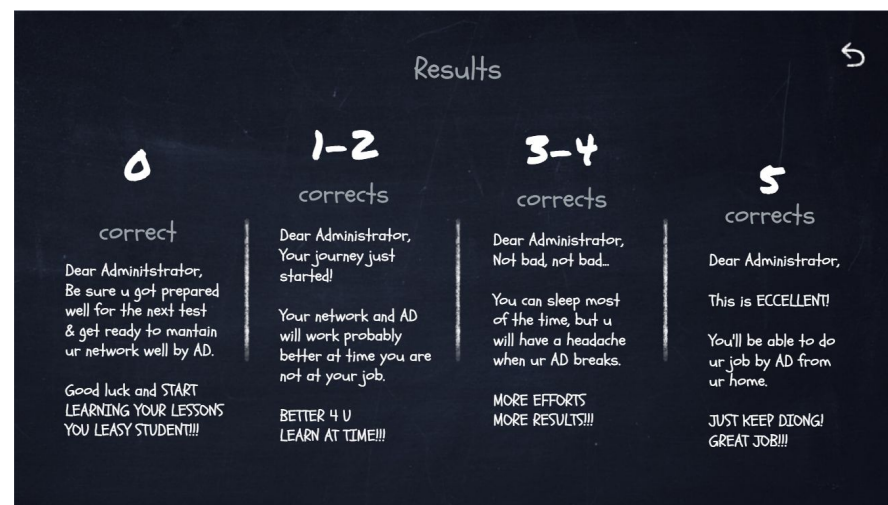 Results
0
correct
Dear Adminitstrator,
Be sure u got prepared
well for the next test
& get ready to mantain
ur network well by AD.
Good luck and START
LEARNING YOUR LESSONS
YOU LEASY STUDENT!!!
1-2
corrects
Dear Administrator,
Your journey just
started!
Your network and AD
will work probably
better at time you are
not at your job.
BETTER 4 U
LEARN AT TIME!!!
3-4
corrects
Dear Administrator,
Not bad, not bad...
You can sleep most
of the time, but u
will have a headache
when ur AD breaks.
MORE EFFORTS
MORE RESULTS!!!
5
corrects
Dear Administrator,
This is ECCELLENT!
You'll be able to do
ur job by AD from
ur home.
JUST KEEP DIONG!
GREAT JOB!!!